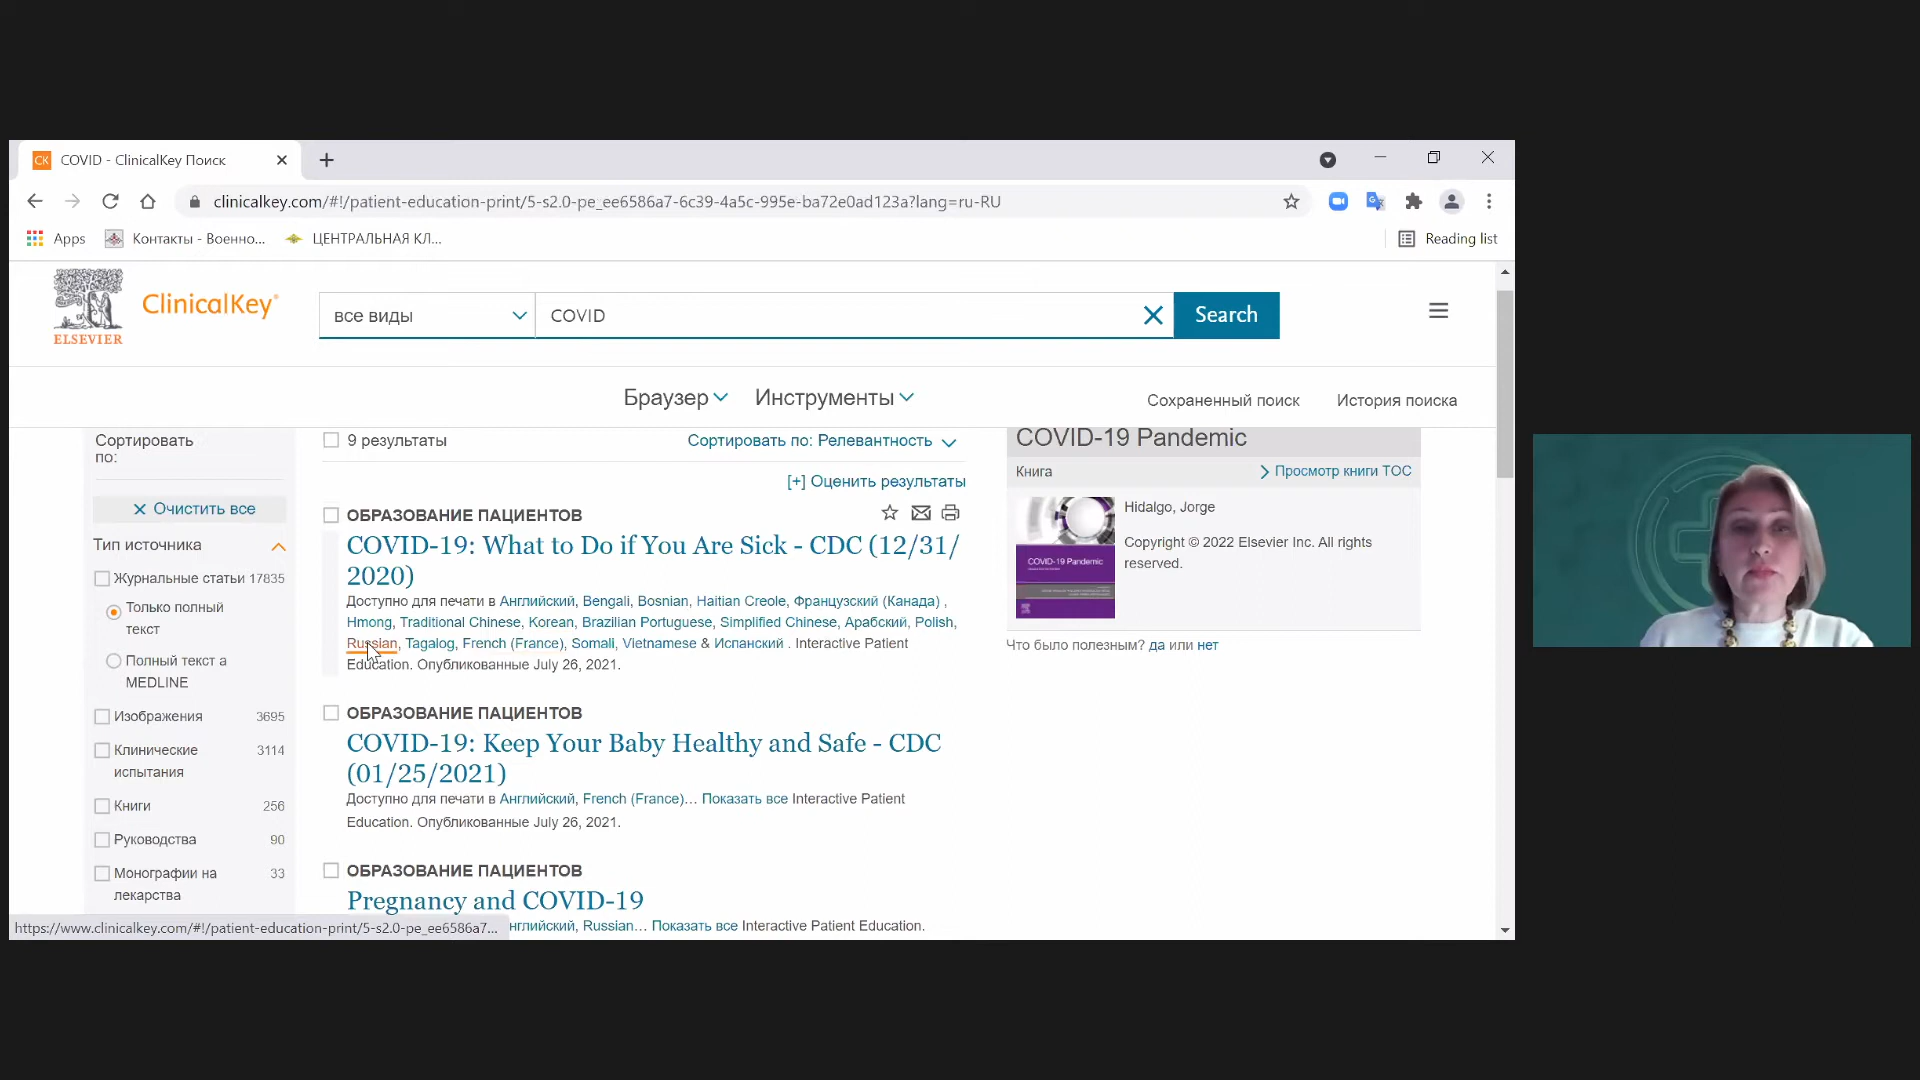 CK COVID - ClinicalKey Поиск
clinicalkey.com/#!/patient-education-print/5-s2.0-pe_ee6586a7-6c39-4a5c-995e-ba72e0ad123a?lang=ru-RU
Apps Контакты - Военно... ЦЕНТРАЛЬНАЯ КЛ... Reading list
ELSEVIER
ClinicalKey®
все виды COVID Search
Браузер Инструменты Сохраненный поиск История поиска
Сортировать
по:
Очистить все
Тип источника
Журнальные статьи 17835
Только полный
текст
Полный текст а
MEDLINE
Изображения 3695
Клинические
испытания 3114
Книги 256
Руководства 90
Монографии на
лекарства 33
9 результаты Сортировать по: Релевантность
[+] Оценить результаты
ОБРАЗОВАНИЕ ПАЦИЕНТОВ
COVID-19: What to Do if You Are Sick - CDC (12/31/
2020)
Доступно для печати в Английский, Bengali, Bosnian, Haitian Creole, Французский (Канада) ,
Hmong, Traditional Chinese, Korean, Brazilian Portuguese, Simplified Chinese, Арабский, Polish,
Russian, Tagalog, French (France), Somali, Vietnamese & Испанский . Interactive Patient
Education. Опубликованные July 26, 2021.
ОБРАЗОВАНИЕ ПАЦИЕНТОВ
COVID-19: Keep Your Baby Healthy and Safe - CDC
(01/25/2021)
Доступно для печати в Английский, French (France)… Показать все Interactive Patient
Education. Опубликованные July 26, 2021.
ОБРАЗОВАНИЕ ПАЦИЕНТОВ
Pregnancy and COVID-19
нглийский, Russian… Показать все Interactive Patient Education.
COVID-19 Pandemic
Книга Просмотр книги TOC
COVID-19 Pandemic
Hidalgo, Jorge
Copyright © 2022 Elsevier Inc. All rights
reserved.
Что было полезным? да или нет
https://www.clinicalkey.com/#!/patient-education-print/5-s2.0-pe_ee6586a7...